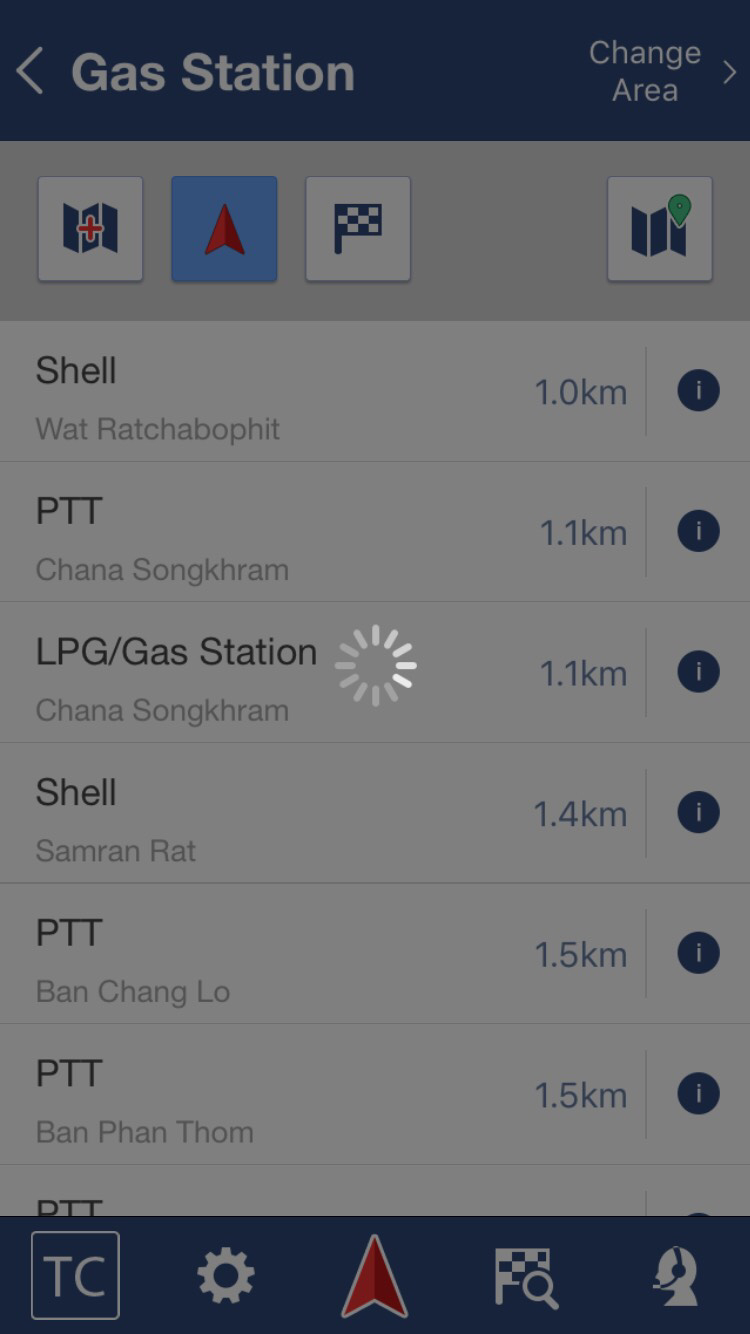 Gas Station
Change
Area
Shell
1.0km
i
Wat Ratchabophit
PTT
1.1km
i
Chana Songkhram
LPG/Gas Station
1.1km
i
Chana Songkhram
Shell
1.4km
i
Samran Rat
PTT
1.5km
i
Ban Chang Lo
PTT
1.5km
i
Ban Phan Thom
PTT
TC